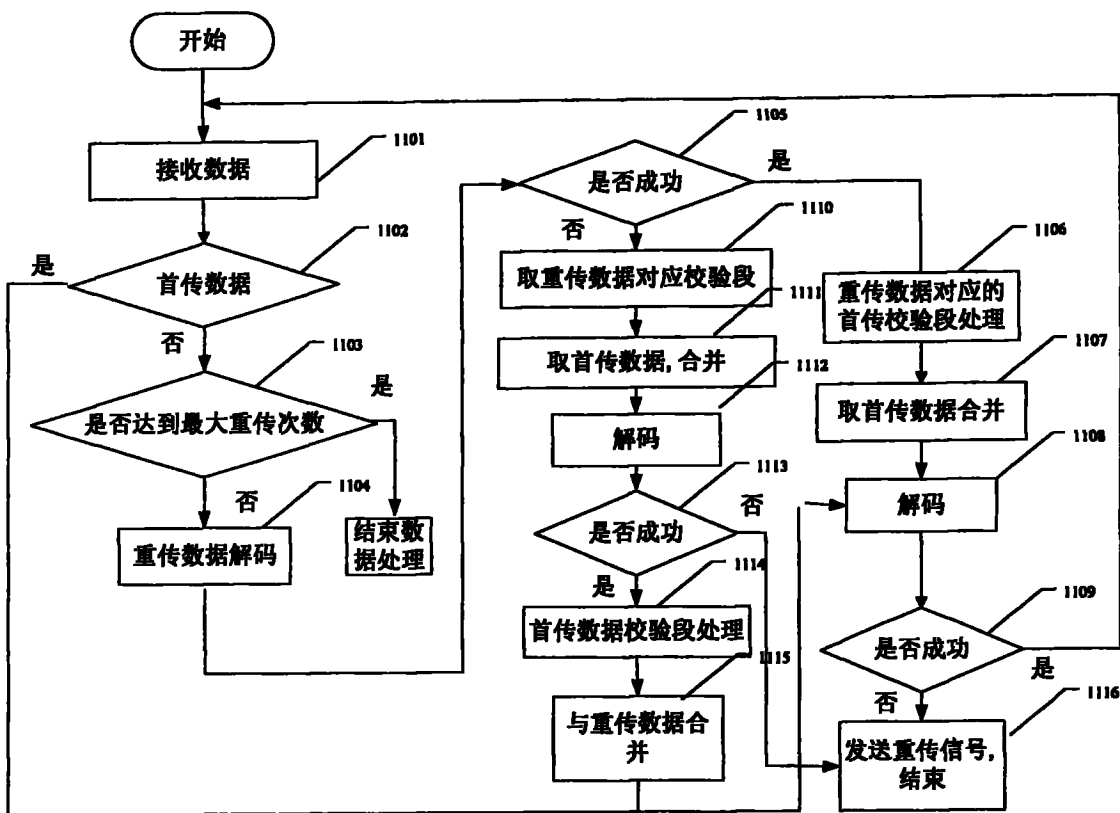 开始
接收数据
1101
首传数据
1102
是
否
是否达到最大重传次数
1103
是
否
重传数据解码
1104
结束数
据处理
是否成功
1105
是
否
取重传数据对应校验段
1110
取首传数据,合并
1111
解码
1112
是否成功
1113
否
是
首传数据校验段处理
1114
与重传数据合
并
1115
重传数据对应的
首传校验段处理
1106
取首传数据合并
1107
解码
1108
是否成功
1109
是
否
发送重传信号,
结束
1116